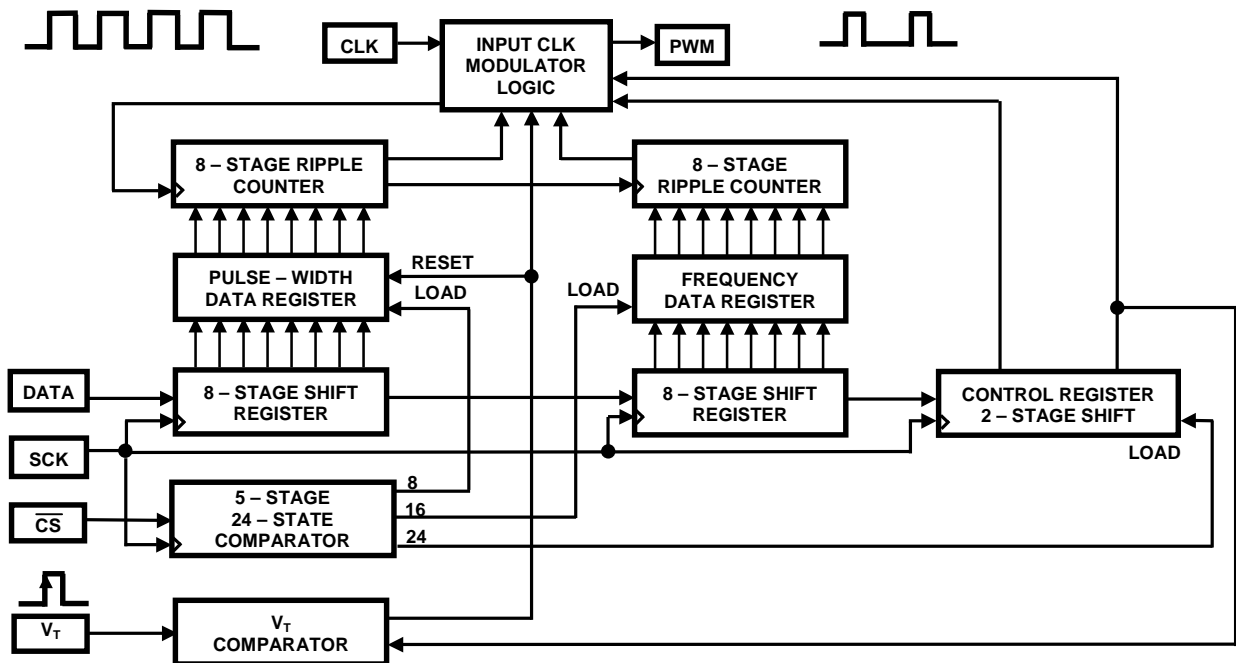 CLK
INPUT CLK
MODULATOR
LOGIC
PWM
8 – STAGE RIPPLE
COUNTER
8 – STAGE
RIPPLE COUNTER
PULSE – WIDTH
DATA REGISTER
RESET
LOAD
LOAD
FREQUENCY
DATA REGISTER
DATA
8 – STAGE SHIFT
REGISTER
8 – STAGE SHIFT
REGISTER
CONTROL REGISTER
2 – STAGE SHIFT
LOAD
SCK
CS
5 – STAGE
24 – STATE
COMPARATOR
8
16
24
VT
VT
COMPARATOR